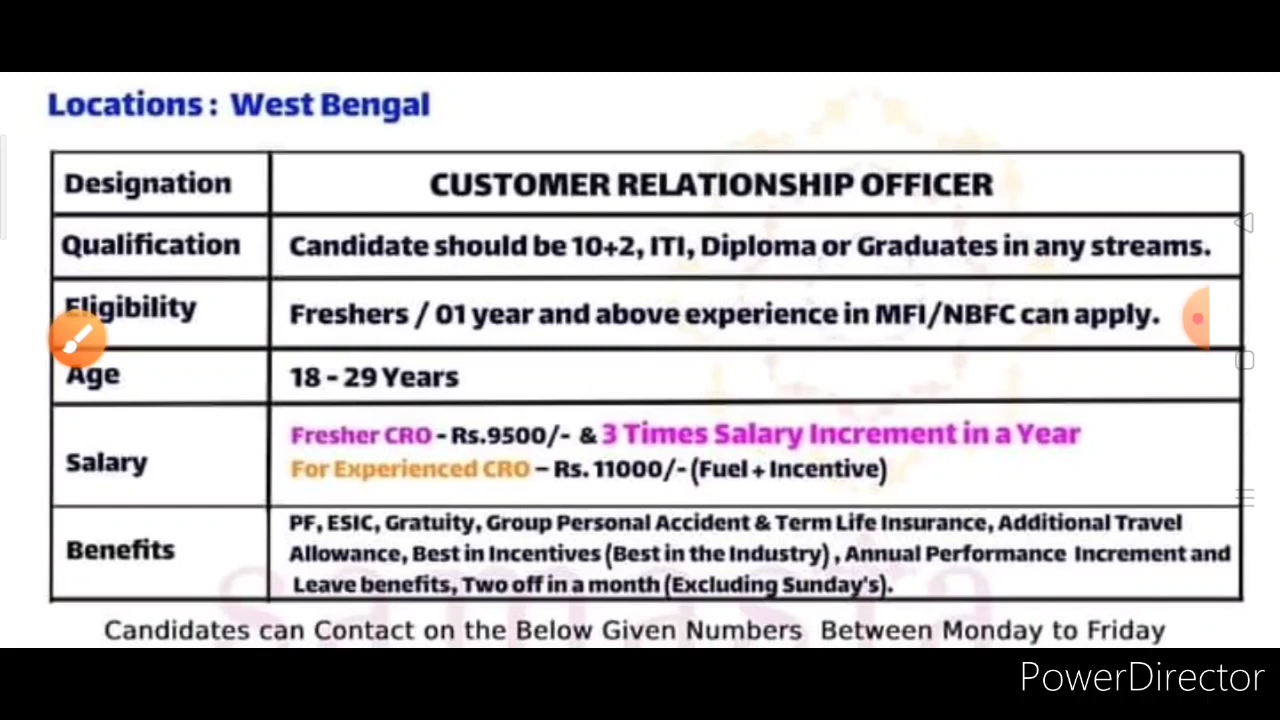 Locations : West Bengal
Designation
CUSTOMER RELATIONSHIP OFFICER
Qualification
Candidate should be 10+2, ITI, Diploma or Graduates in any streams.
Eligibility
Freshers / 01 year and above experience in MFI/NBFC can apply.
Age
18 - 29 Years
Salary
Fresher CRO - Rs.9500/- & 3 Times Salary Increment in a Year
For Experienced CRO – Rs. 11000/- (Fuel + Incentive)
Benefits
PF, ESIC, Gratuity, Group Personal Accident & Term Life Insurance, Additional Travel
Allowance, Best in Incentives (Best in the Industry) , Annual Performance Increment and
Leave benefits, Two off in a month (Excluding Sunday's).
samasta
Candidates can Contact on the Below Given Numbers Between Monday to Friday
PowerDirector